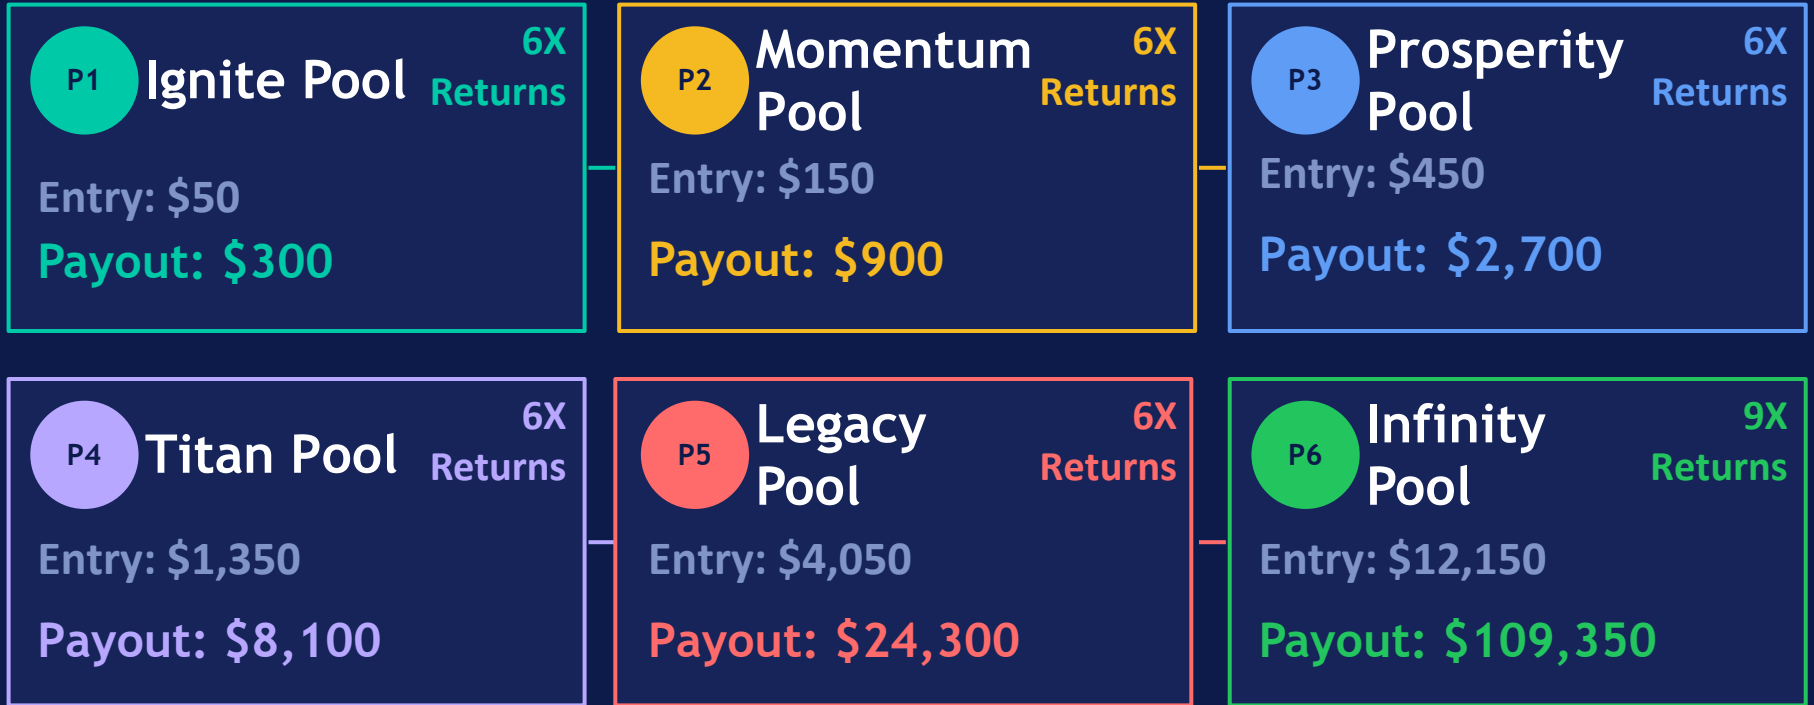 P1
Ignite Pool
6X
Returns
Entry: $50
Payout: $300
P2
Momentum
Pool
6X
Returns
Entry: $150
Payout: $900
P3
Prosperity
Pool
6X
Returns
Entry: $450
Payout: $2,700
P4
Titan Pool
6X
Returns
Entry: $1,350
Payout: $8,100
P5
Legacy
Pool
6X
Returns
Entry: $4,050
Payout: $24,300
P6
Infinity
Pool
9X
Returns
Entry: $12,150
Payout: $109,350